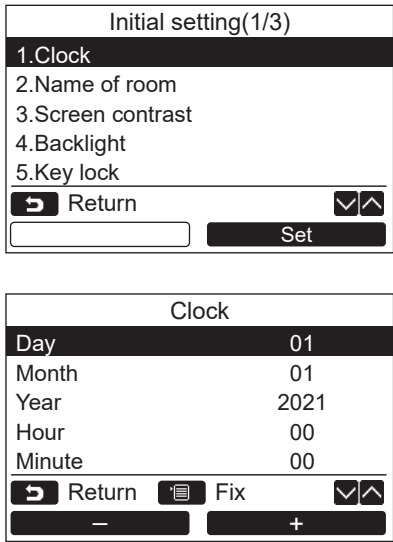 Initial setting(1/3)
1.Clock
2.Name of room
3.Screen contrast
4.Backlight
5.Key lock
Return
Set
Clock
Day 01
Month 01
Year 2021
Hour 00
Minute 00
Return Fix
− +